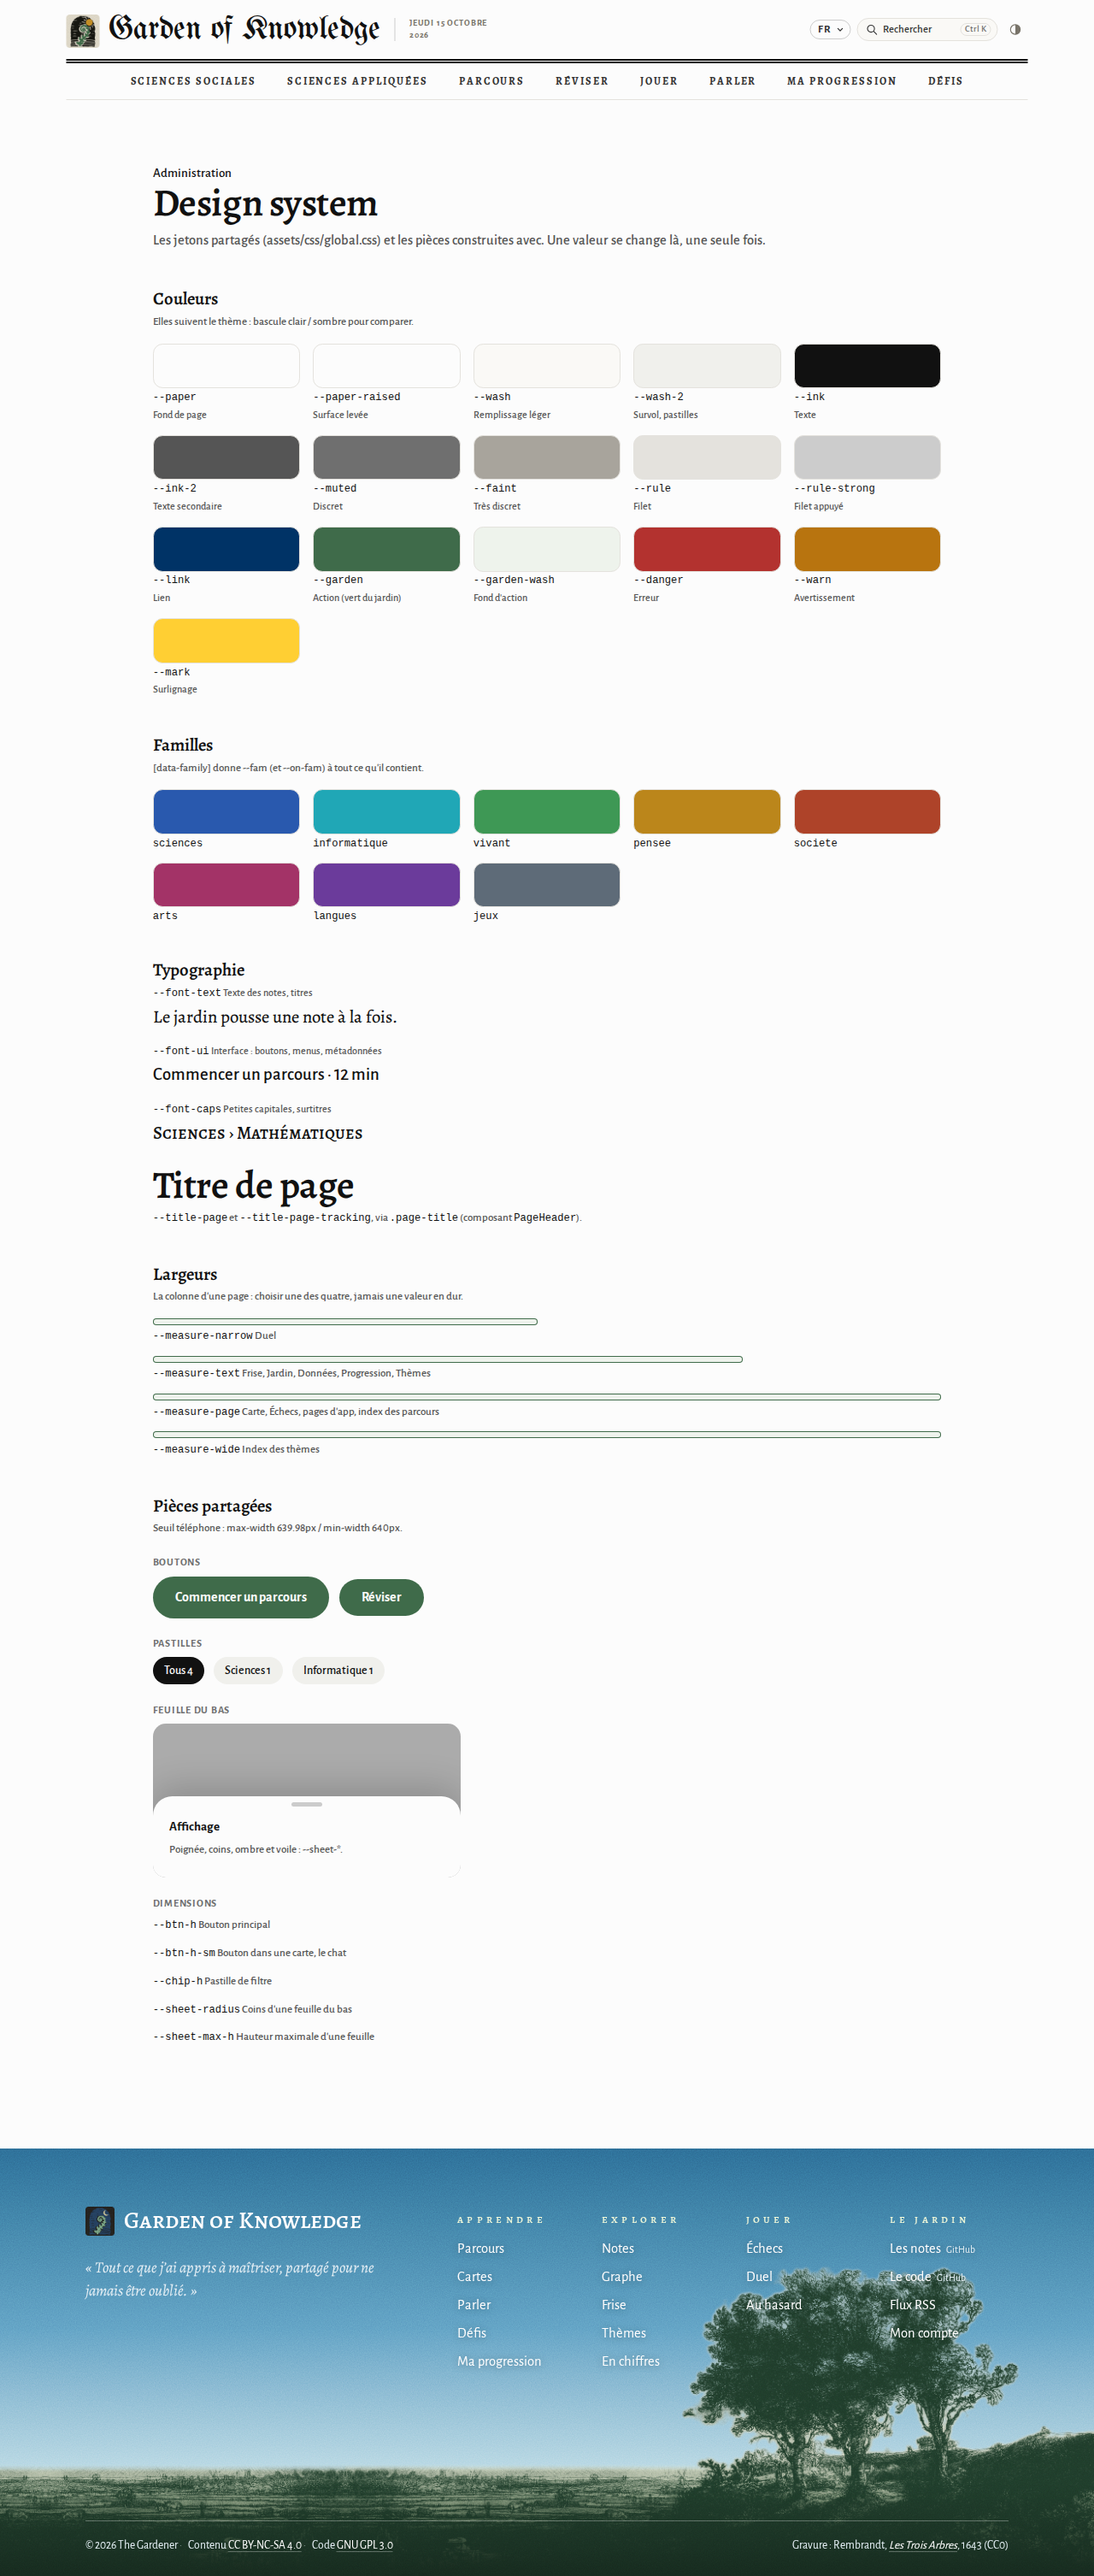 Garden of Knowledge
JEUDI 15 OCTOBRE
2026
FR
Rechercher
Ctrl K
SCIENCES SOCIALES
SCIENCES APPLIQUÉES
PARCOURS
RÉVISER
JOUER
PARLER
MA PROGRESSION
DÉFIS
Administration
Design system
Les jetons partagés (assets/css/global.css) et les pièces construites avec. Une valeur se change là, une seule fois.
Couleurs
Elles suivent le thème : bascule clair / sombre pour comparer.
--paper
Fond de page
--paper-raised
Surface levée
--wash
Remplissage léger
--wash-2
Survol, pastilles
--ink
Texte
--ink-2
Texte secondaire
--muted
Discret
--faint
Très discret
--rule
Filet
--rule-strong
Filet appuyé
--link
Lien
--garden
Action (vert du jardin)
--garden-wash
Fond d'action
--danger
Erreur
--warn
Avertissement
--mark
Surlignage
Familles
[data-family] donne --fam (et --on-fam) à tout ce qu'il contient.
sciences
informatique
vivant
pensee
societe
arts
langues
jeux
Typographie
--font-text Texte des notes, titres
Le jardin pousse une note à la fois.
--font-ui Interface : boutons, menus, métadonnées
Commencer un parcours · 12 min
--font-caps Petites capitales, surtitres
Sciences › Mathématiques
Titre de page
--title-page et --title-page-tracking, via .page-title (composant PageHeader).
Largeurs
La colonne d'une page : choisir une des quatre, jamais une valeur en dur.
--measure-narrow Duel
--measure-text Frise, Jardin, Données, Progression, Thèmes
--measure-page Carte, Échecs, pages d'app, index des parcours
--measure-wide Index des thèmes
Pièces partagées
Seuil téléphone : max-width 639.98px / min-width 640px.
BOUTONS
Commencer un parcours
Réviser
PASTILLES
Tous 4
Sciences 1
Informatique 1
FEUILLE DU BAS
Affichage
Poignée, coins, ombre et voile : --sheet-*.
DIMENSIONS
--btn-h Bouton principal
--btn-h-sm Bouton dans une carte, le chat
--chip-h Pastille de filtre
--sheet-radius Coins d'une feuille du bas
--sheet-max-h Hauteur maximale d'une feuille
Garden of Knowledge
« Tout ce que j'ai appris à maîtriser, partagé pour ne
jamais être oublié. »
APPRENDRE
Parcours
Cartes
Parler
Défis
Ma progression
EXPLORER
Notes
Graphe
Frise
Thèmes
En chiffres
JOUER
Échecs
Duel
Au hasard
LE JARDIN
Les notes GitHub
Le code GitHub
Flux RSS
Mon compte
© 2026 The Gardener · Contenu CC BY-NC-SA 4.0 · Code GNU GPL 3.0
Gravure : Rembrandt, Les Trois Arbres, 1643 (CC0)